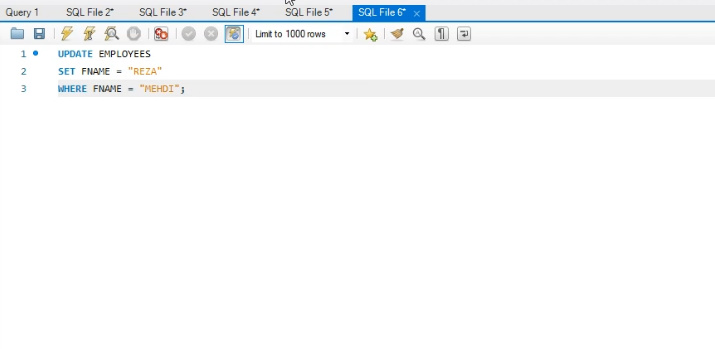 Query 1 SQL File 2* SQL File 3* SQL File 4* SQL File 5* SQL File 6* ×
Limit to 1000 rows
1 UPDATE EMPLOYEES
2 SET FNAME = "REZA"
3 WHERE FNAME = "MEHDI";